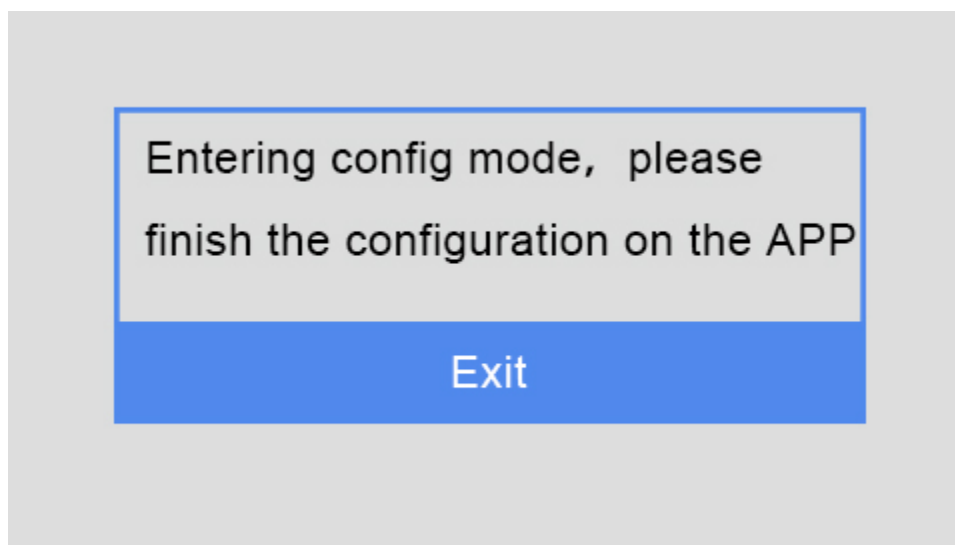 Entering config mode,  please
finish the configuration on the APP
Exit